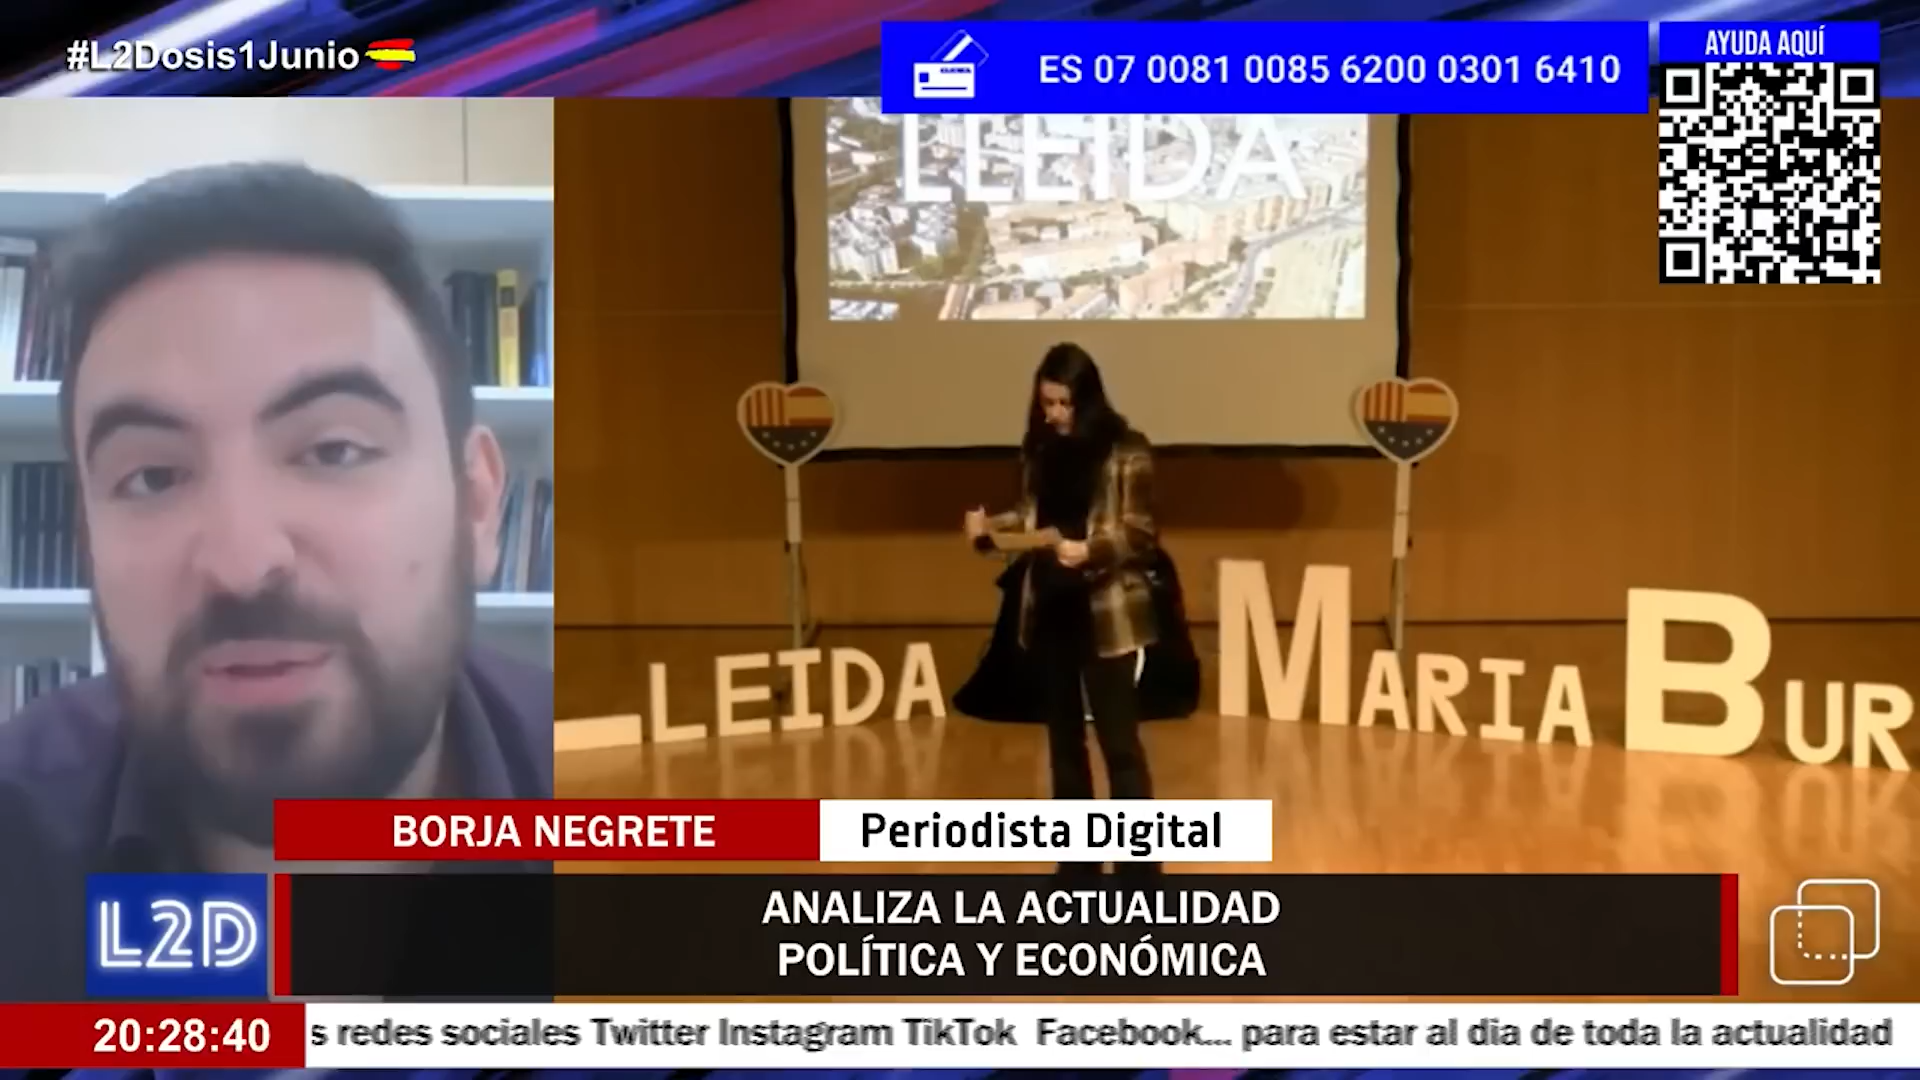 #L2Dosis1Junio
ES 07 0081 0085 6200 0301 6410
AYUDA AQUÍ
LLEIDA
LLEIDA
MARIA BUR
BORJA NEGRETE
Periodista Digital
L2D
ANALIZA LA ACTUALIDAD
POLÍTICA Y ECONÓMICA
20:28:40
s redes sociales Twitter Instagram TikTok Facebook... para estar al dia de toda la actualidad